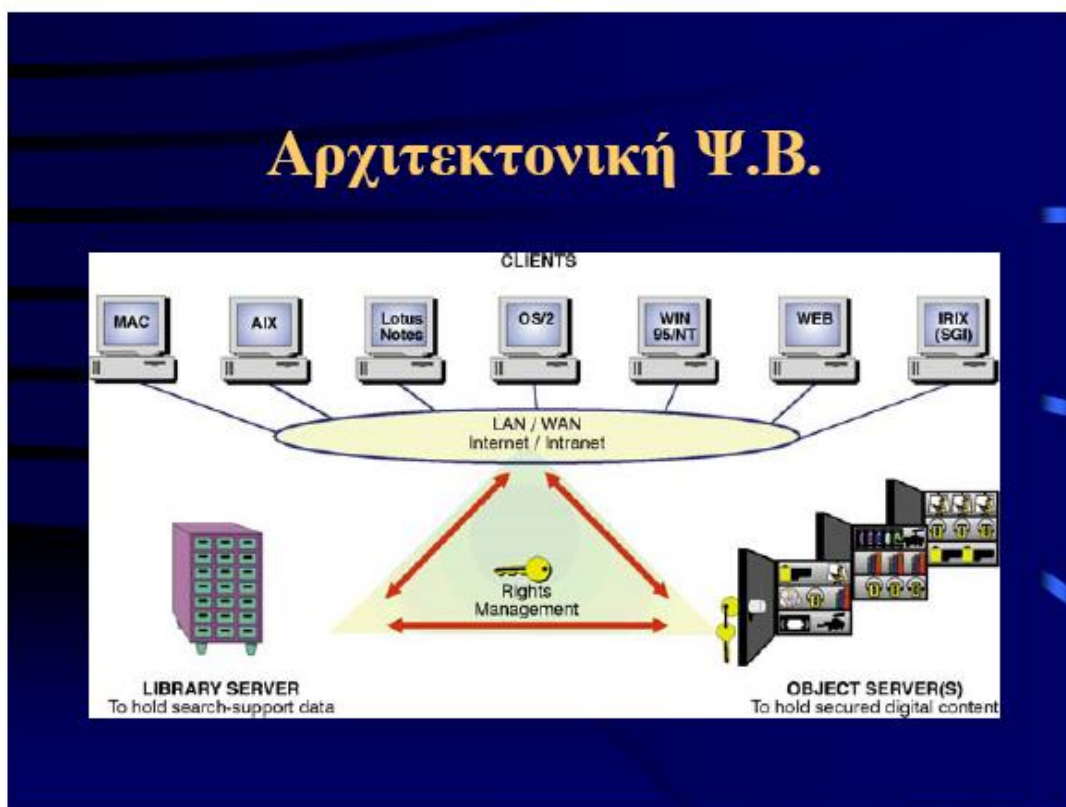 Αρχιτεκτονική Ψ.Β.
CLIENTS
MAC
AIX
Lotus
Notes
OS/2
WIN
95/NT
WEB
IRIX
(SGI)
LAN / WAN
Internet / Intranet
Rights
Management
LIBRARY SERVER
To hold search-support data
OBJECT SERVER(S)
To hold secured digital content